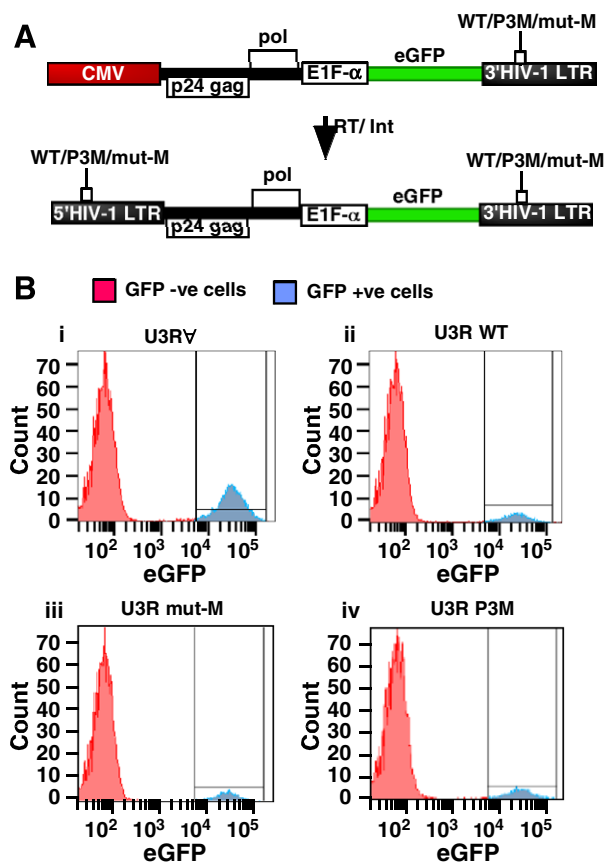 A
WT/P3M/mut-M
pol
eGFP
CMV
p24 gag
E1F-α
3'HIV-1 LTR
RT/ Int
WT/P3M/mut-M
WT/P3M/mut-M
pol
eGFP
5'HIV-1 LTR
p24 gag
E1F-α
3'HIV-1 LTR
B
GFP -ve cells
GFP +ve cells
i
U3R∀
Count
70
60
50
40
30
20
10
0
10² 10³ 10⁴ 10⁵
eGFP
ii
U3R WT
Count
70
60
50
40
30
20
10
0
10² 10³ 10⁴ 10⁵
eGFP
iii
U3R mut-M
Count
70
60
50
40
30
20
10
0
10² 10³ 10⁴ 10⁵
eGFP
iv
U3R P3M
Count
70
60
50
40
30
20
10
0
10² 10³ 10⁴ 10⁵
eGFP